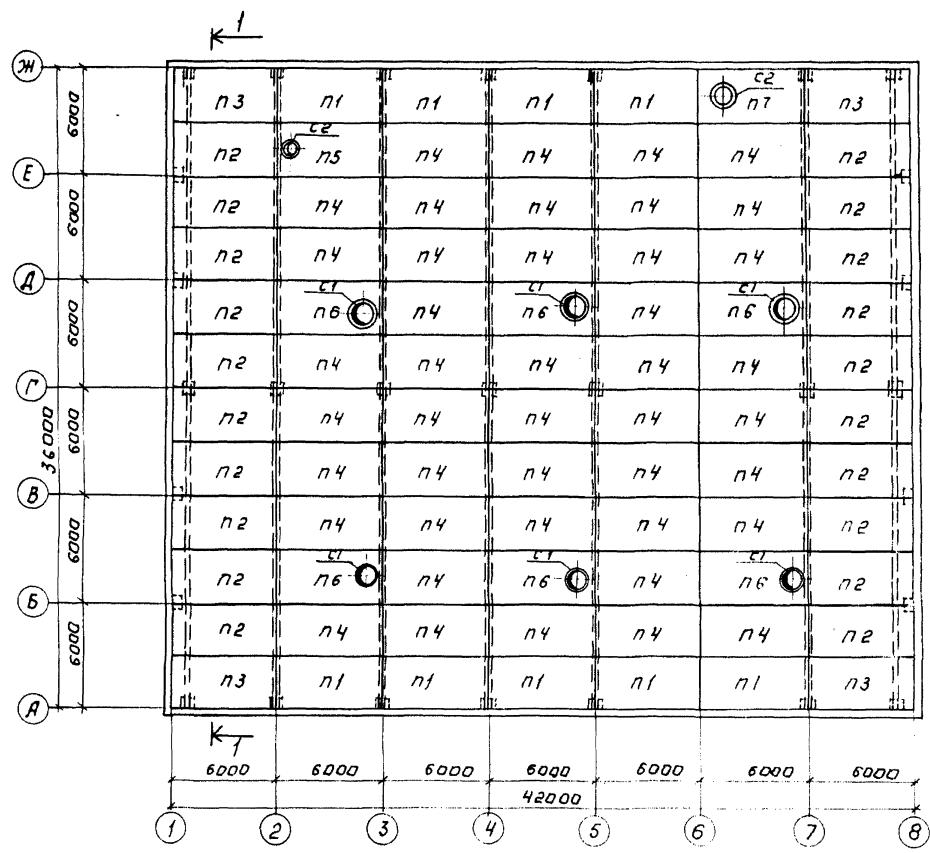 1
Ж
П3 П1 П1 П1 П1 С2 П7 П3
6000
С2
П2 П5 П4 П4 П4 П4 П2
Е
П2 П4 П4 П4 П4 П4 П2
6000
П2 П4 П4 П4 П4 П4 П2
Д
С1 С1 С1
П2 П6 П4 П6 П4 П6 П2
6000
П2 П4 П4 П4 П4 П4 П2
Г
36000
П2 П4 П4 П4 П4 П4 П2
6000
П2 П4 П4 П4 П4 П4 П2
В
П2 П4 П4 П4 П4 П4 П2
6000
С1 С1 С1
П2 П6 П4 П6 П4 П6 П2
Б
П2 П4 П4 П4 П4 П4 П2
6000
П3 П1 П1 П1 П1 П1 П3
А
1
6000 6000 6000 6000 6000 6000 6000
42000
1 2 3 4 5 6 7 8